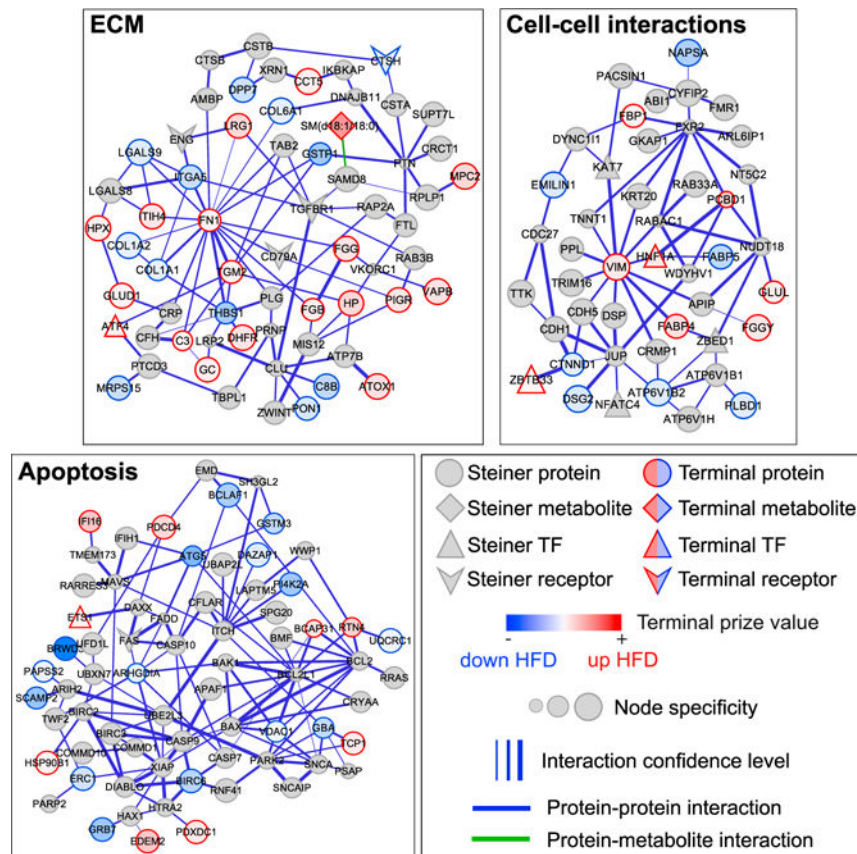 ECM
CSTB
CTSB
CTSH
XRN1
IKBKAP
CCT5
DPP7
DNAJB11
AMBP
COL6A1
CSTA
SUPT7L
SM(d18:1/18:0)
LRG1
ENG
TAB2
GSTP1
PTN
CRCT1
LGALS9
ITGA5
SAMD8
MPC2
LGALS8
RPLP1
TGFBR1
RAP2A
ITIH4
FN1
FTL
HPX
COL1A2
CD79A
FGG
RAB3B
VKORC1
COL1A1
TGM2
GLUD1
PLG
HP
PIGR
VAPB
CRP
THBS1
FGB
ATF4
PRNP
CFH
C3
LRP2
DHFR
MIS12
PTCD3
GC
CLU
ATP7B
MRPS15
C8B
ATOX1
TBPL1
ZWINT
PON1
Cell-cell interactions
NAPSA
PACSIN1
CYFIP2
ABI1
FMR1
FBP1
FXR2
ARL6IP1
DYNC1I1
GKAP1
KAT7
NT5C2
EMILIN1
RAB33A
PCBD1
KRT20
TNNT1
RABAC1
CDC27
NUDT18
PPL
HNF1A
FABP5
VIM
WDYHV1
TRIM16
TTK
GLUL
CDH5
DSP
APIP
FABP4
FGGY
CDH1
ZBED1
JUP
CRMP1
CTNND1
ATP6V1B1
ZBTB33
DSG2
ATP6V1B2
NFATC4
PLBD1
ATP6V1H
Apoptosis
EMD
SH3GL2
BCLAF1
IFI16
PDCD4
GSTM3
IFIH1
TMEM173
ATG5
DAZAP1
WWP1
UBAP2L
MAVS
RARRES3
PI4K2A
LAPTM5
CFLAR
DAXX
SPG20
ETS1
FADD
BCAP31
RTN4
ITCH
FAS
CASP10
BMF
UQCRC1
UFD1L
BAK1
BCL2
PAPSS2
UBXN7
ARHGDIA
BCL2L1
RRAS
ARIH2
APAF1
SCAMP2
CRYAA
BIRC2
UBE2L3
TWF2
BAX
VDAC1
GBA
BIRC3
CASP9
TCP1
COMMD10
COMMD1
HSP90B1
XIAP
CASP7
PARK2
SNCA
PSAP
ERC1
DIABLO
BIRC6
RNF41
SNCAIP
PARP2
HTRA2
HAX1
GRB7
PDXDC1
EDEM2
Steiner protein
Terminal protein
Steiner metabolite
Terminal metabolite
Steiner TF
Terminal TF
Steiner receptor
Terminal receptor
Terminal prize value
- +
down HFD up HFD
Node specificity
Interaction confidence level
Protein-protein interaction
Protein-metabolite interaction